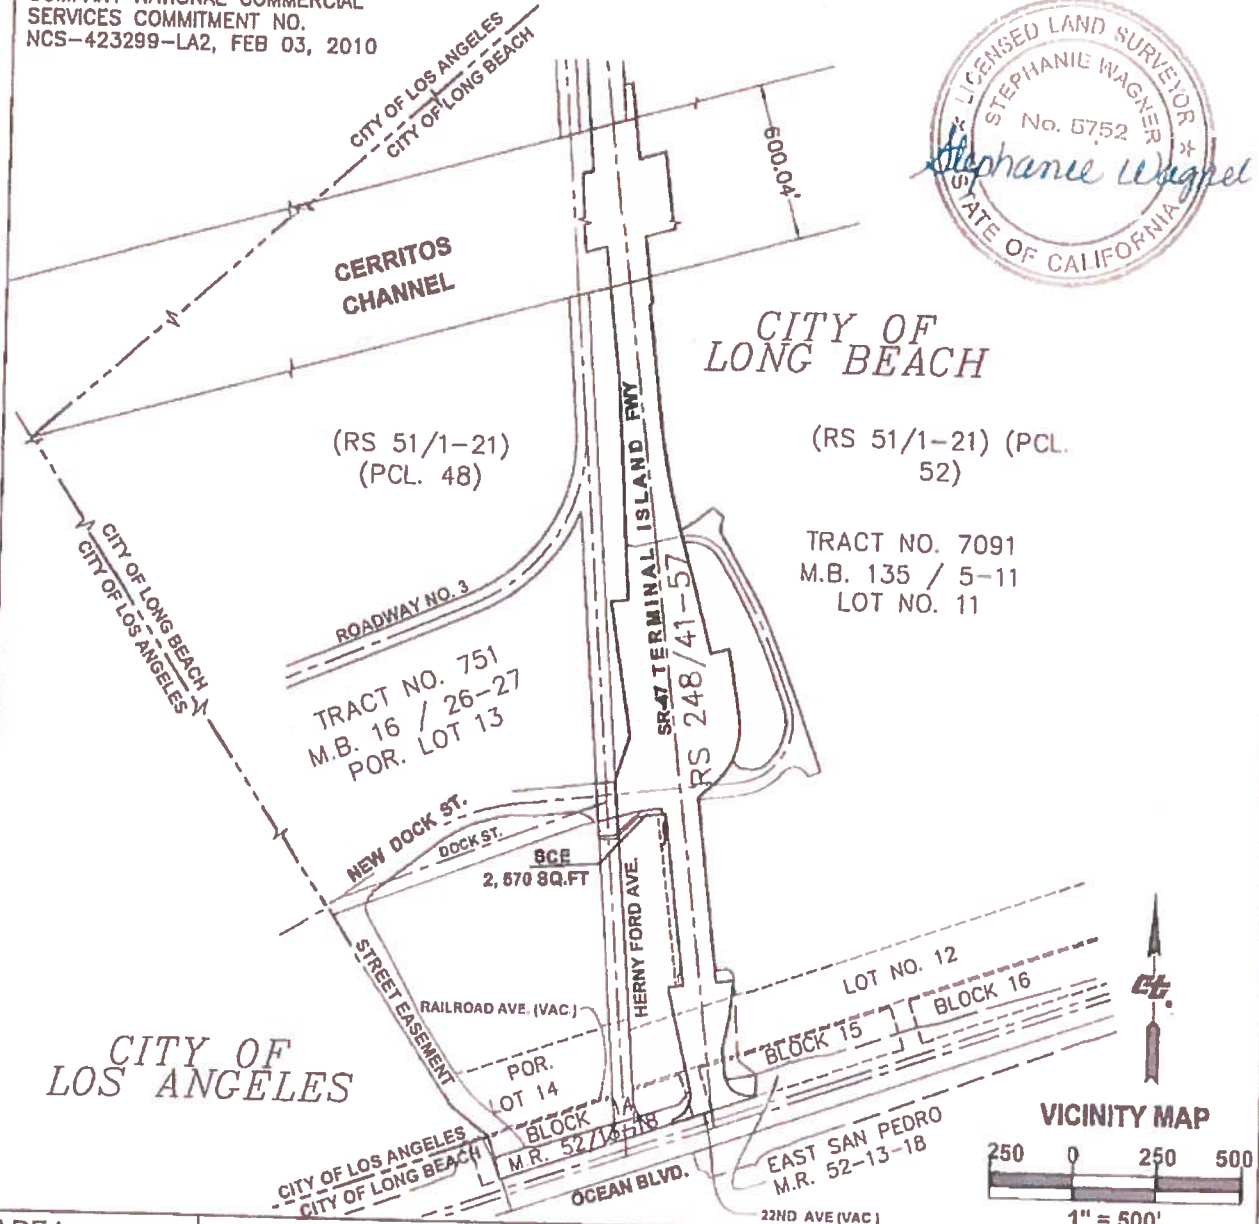 COMPANY NATIONAL COMMERCIAL
SERVICES COMMITMENT NO.
NCS-423299-LA2, FEB 03, 2010
CITY OF LOS ANGELES
CITY OF LONG BEACH
LICENSED LAND SURVEYOR
STEPHANIE WAGNER
No. 5752
STATE OF CALIFORNIA
Stephanie Wagner
600.04'
CERRITOS
CHANNEL
CITY OF
LONG BEACH
(RS 51/1-21)
(PCL. 48)
(RS 51/1-21) (PCL.
52)
TRACT NO. 7091
M.B. 135 / 5-11
LOT NO. 11
SR-47 TERMINAL ISLAND FWY
RS 248/41-57
CITY OF LONG BEACH
CITY OF LOS ANGELES
ROADWAY NO. 3
TRACT NO. 751
M.B. 16 / 26-27
POR. LOT 13
NEW DOCK ST.
DOCK ST.
SCE
2,670 SQ.FT
HERNY FORD AVE.
STREET EASEMENT
RAILROAD AVE. (VAC.)
LOT NO. 12
BLOCK 16
BLOCK 15
CITY OF
LOS ANGELES
POR.
LOT 14
BLOCK A
M.R. 52/13-18
CITY OF LOS ANGELES
CITY OF LONG BEACH
OCEAN BLVD.
EAST SAN PEDRO
M.R. 52-13-18
22ND AVE (VAC.)
VICINITY MAP
250 0 250 500
1" = 500'